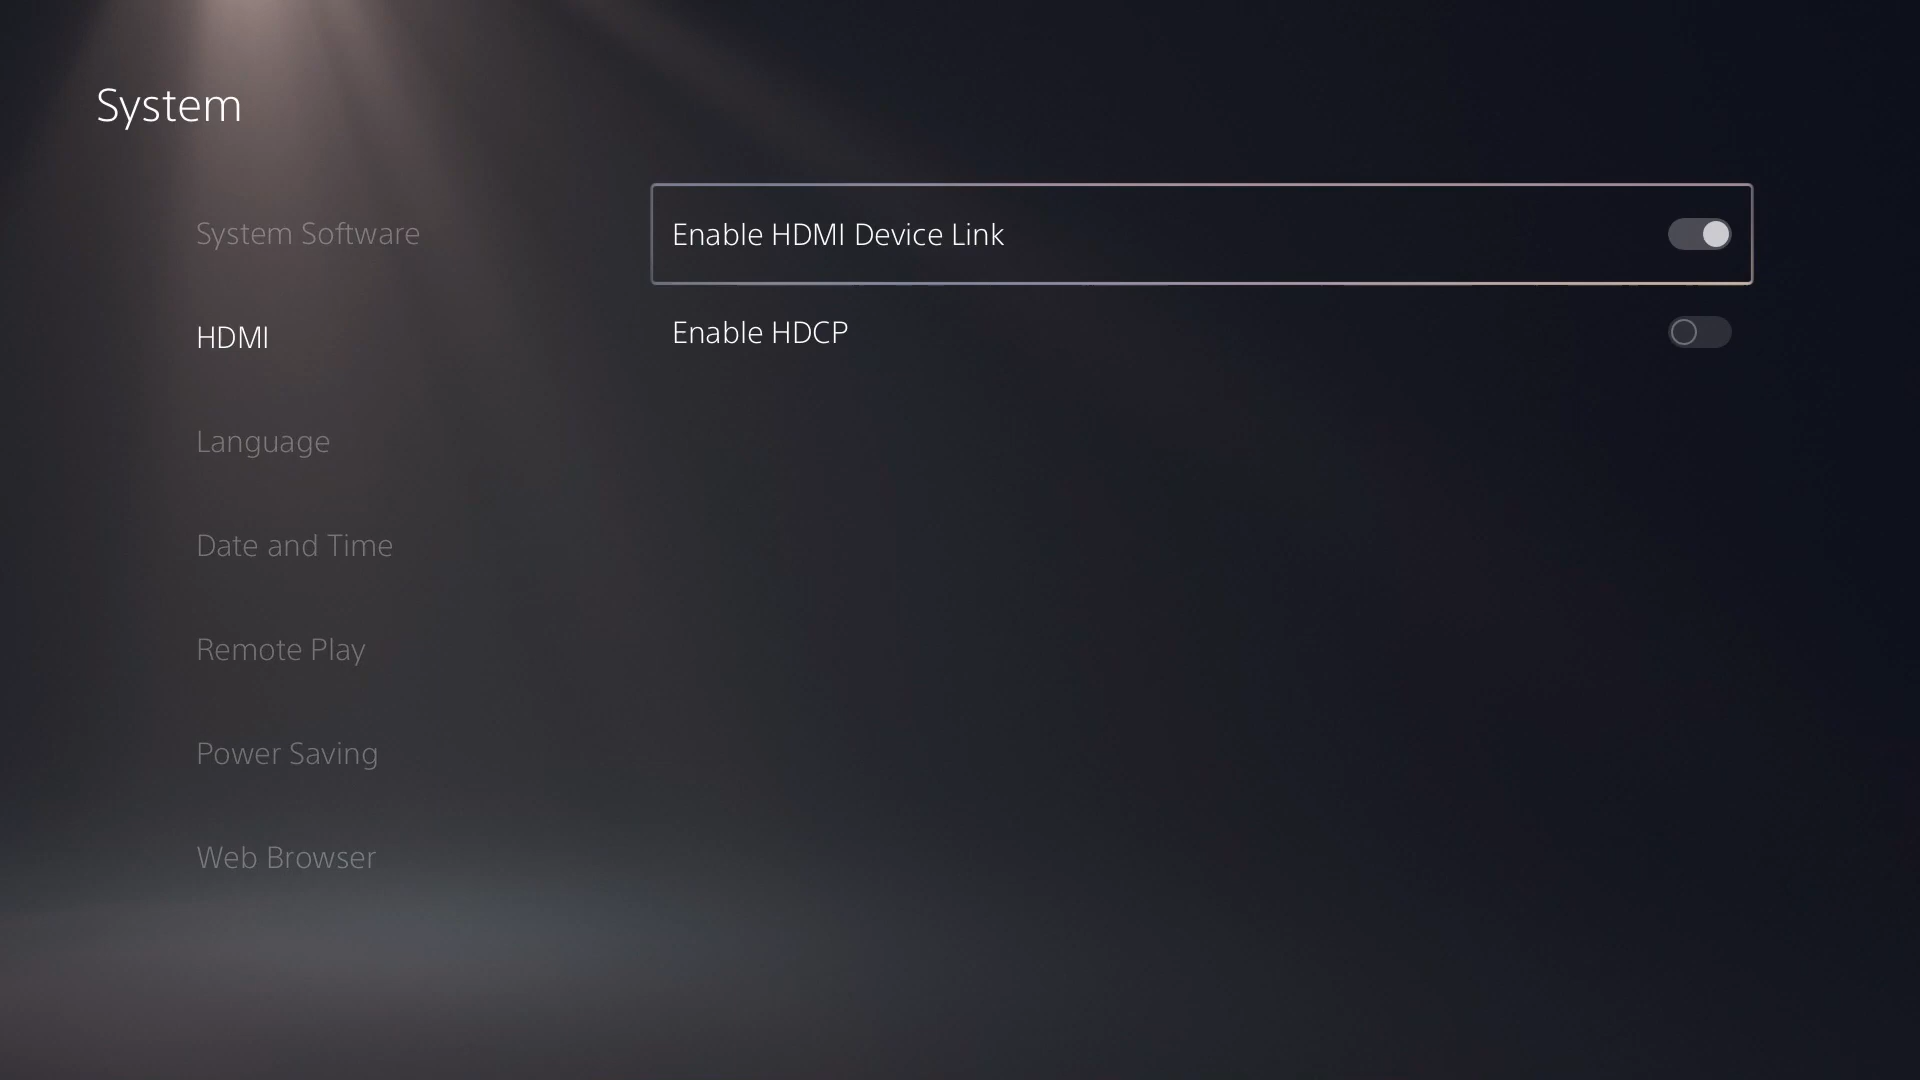 System
System Software
HDMI
Language
Date and Time
Remote Play
Power Saving
Web Browser
Enable HDMI Device Link
Enable HDCP